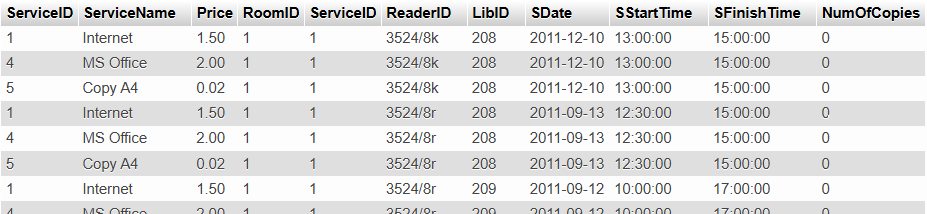 ServiceID ServiceName Price RoomID ServiceID ReaderID LibID SDate SStartTime SFinishTime NumOfCopies
1 Internet 1.50 1 1 3524/8k 208 2011-12-10 13:00:00 15:00:00 0
4 MS Office 2.00 1 1 3524/8k 208 2011-12-10 13:00:00 15:00:00 0
5 Copy A4 0.02 1 1 3524/8k 208 2011-12-10 13:00:00 15:00:00 0
1 Internet 1.50 1 1 3524/8r 208 2011-09-13 12:30:00 15:00:00 0
4 MS Office 2.00 1 1 3524/8r 208 2011-09-13 12:30:00 15:00:00 0
5 Copy A4 0.02 1 1 3524/8r 208 2011-09-13 12:30:00 15:00:00 0
1 Internet 1.50 1 1 3524/8r 209 2011-09-12 10:00:00 17:00:00 0
4 MS Office 2.00 1 1 3524/8r 209 2011-09-12 10:00:00 17:00:00 0